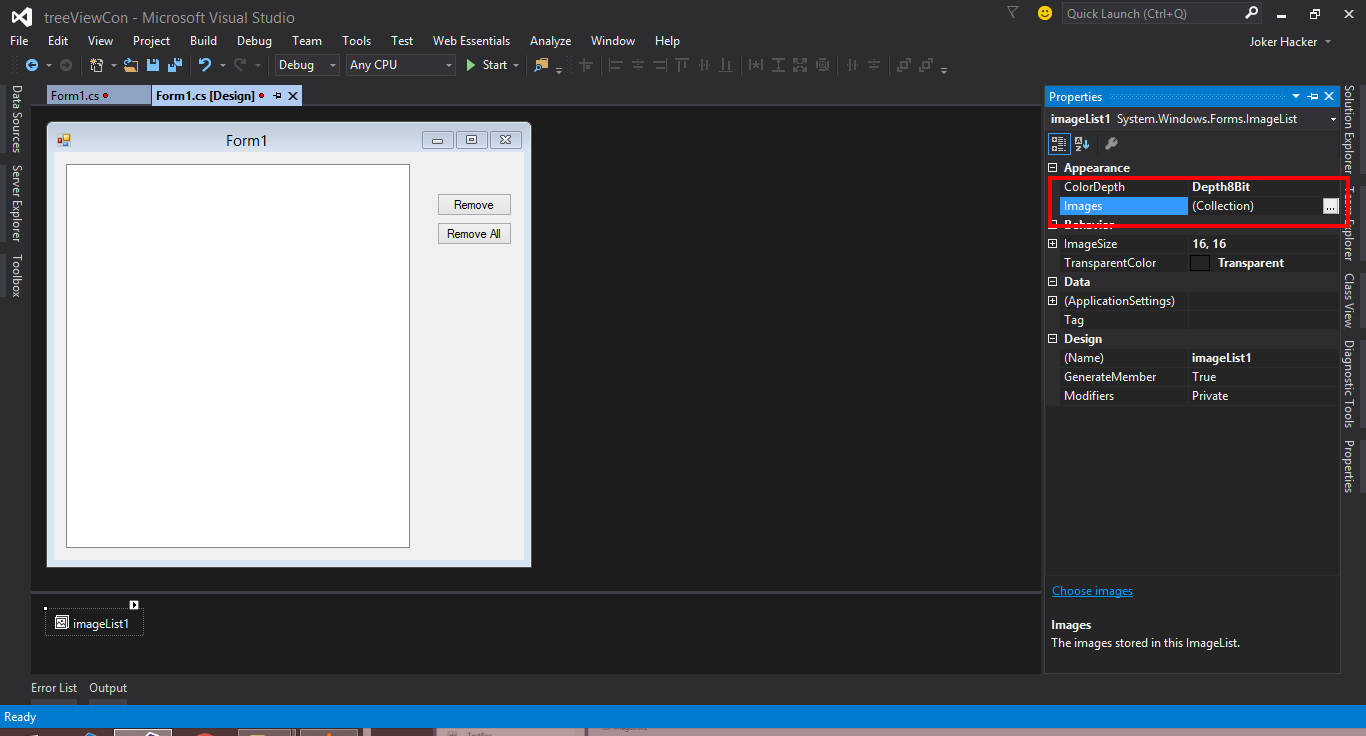 treeViewCon - Microsoft Visual Studio
Quick Launch (Ctrl+Q)
File Edit View Project Build Debug Team Tools Test Web Essentials Analyze Window Help
Joker Hacker
Debug Any CPU Start
Data Sources
Server Explorer
Toolbox
Form1.cs
Form1.cs [Design]
Form1
Remove
Remove All
imageList1
Properties
imageList1 System.Windows.Forms.ImageList
Appearance
ColorDepth Depth8Bit
Images (Collection) ...
Behavior
ImageSize 16, 16
TransparentColor Transparent
Data
(ApplicationSettings)
Tag
Design
(Name) imageList1
GenerateMember True
Modifiers Private
Choose images
Images
The images stored in this ImageList.
Solution Explorer
Team Explorer
Class View
Diagnostic Tools
Properties
Error List Output
Ready